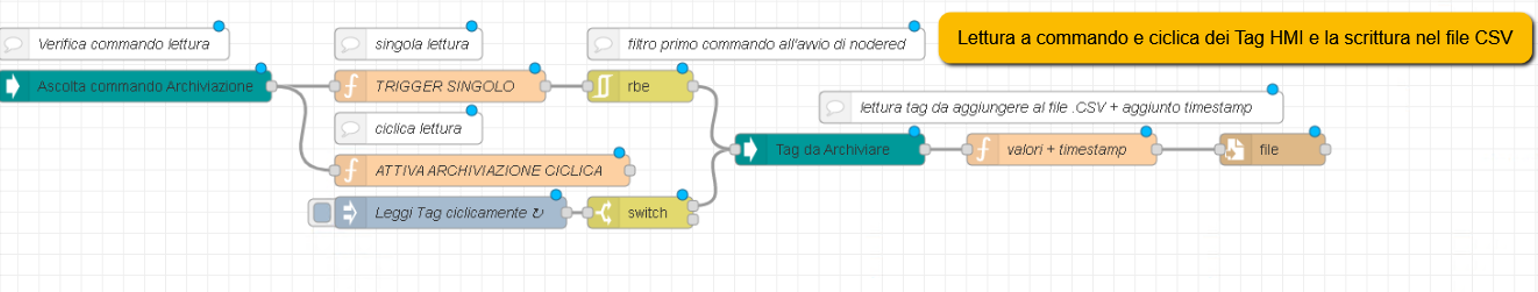 Verifica commando lettura
singola lettura
filtro primo commando all'avvio di nodered
Lettura a commando e ciclica dei Tag HMI e la scrittura nel file CSV
Ascolta commando Archiviazione
TRIGGER SINGOLO
rbe
lettura tag da aggiungere al file .CSV + aggiunto timestamp
ciclica lettura
Tag da Archiviare
valori + timestamp
file
ATTIVA ARCHIVIAZIONE CICLICA
Leggi Tag ciclicamente ↻
switch